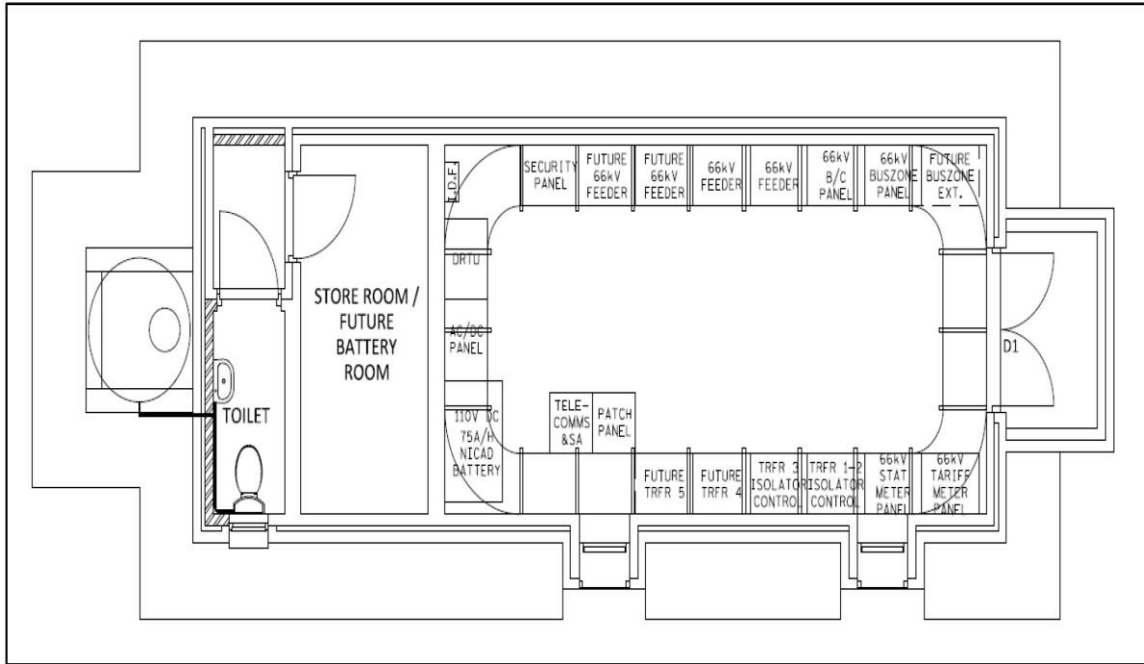 I.D.F.
SECURITY
PANEL
FUTURE
66kV
FEEDER
FUTURE
66kV
FEEDER
66kV
FEEDER
66kV
FEEDER
66kV
B/C
PANEL
66kV
BUSZONE
PANEL
FUTURE
BUSZONE
EXT.
DRTU
STORE ROOM /
FUTURE
BATTERY
ROOM
AC/DC
PANEL
D1
TOILET
110V DC
75A/H
NICAD
BATTERY
TELE-
COMMS
&SA
PATCH
PANEL
FUTURE
TRFR 5
FUTURE
TRFR 4
TRFR 3
ISOLATOR
CONTROL
TRFR 1-2
ISOLATOR
CONTROL
66kV
STAT
METER
PANEL
66kV
TARIFF
METER
PANEL